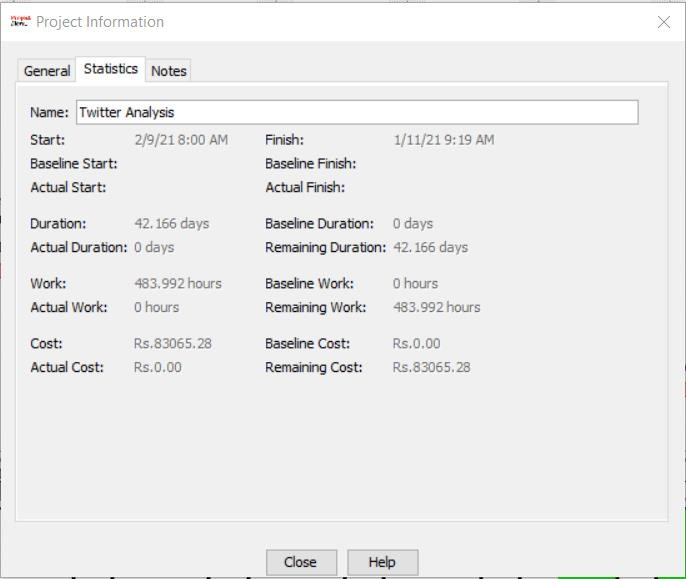 Project Information
General Statistics Notes
Name: Twitter Analysis
Start: 2/9/21 8:00 AM Finish: 1/11/21 9:19 AM
Baseline Start: Baseline Finish:
Actual Start: Actual Finish:
Duration: 42.166 days Baseline Duration: 0 days
Actual Duration: 0 days Remaining Duration: 42.166 days
Work: 483.992 hours Baseline Work: 0 hours
Actual Work: 0 hours Remaining Work: 483.992 hours
Cost: Rs.83065.28 Baseline Cost: Rs.0.00
Actual Cost: Rs.0.00 Remaining Cost: Rs.83065.28
Close Help